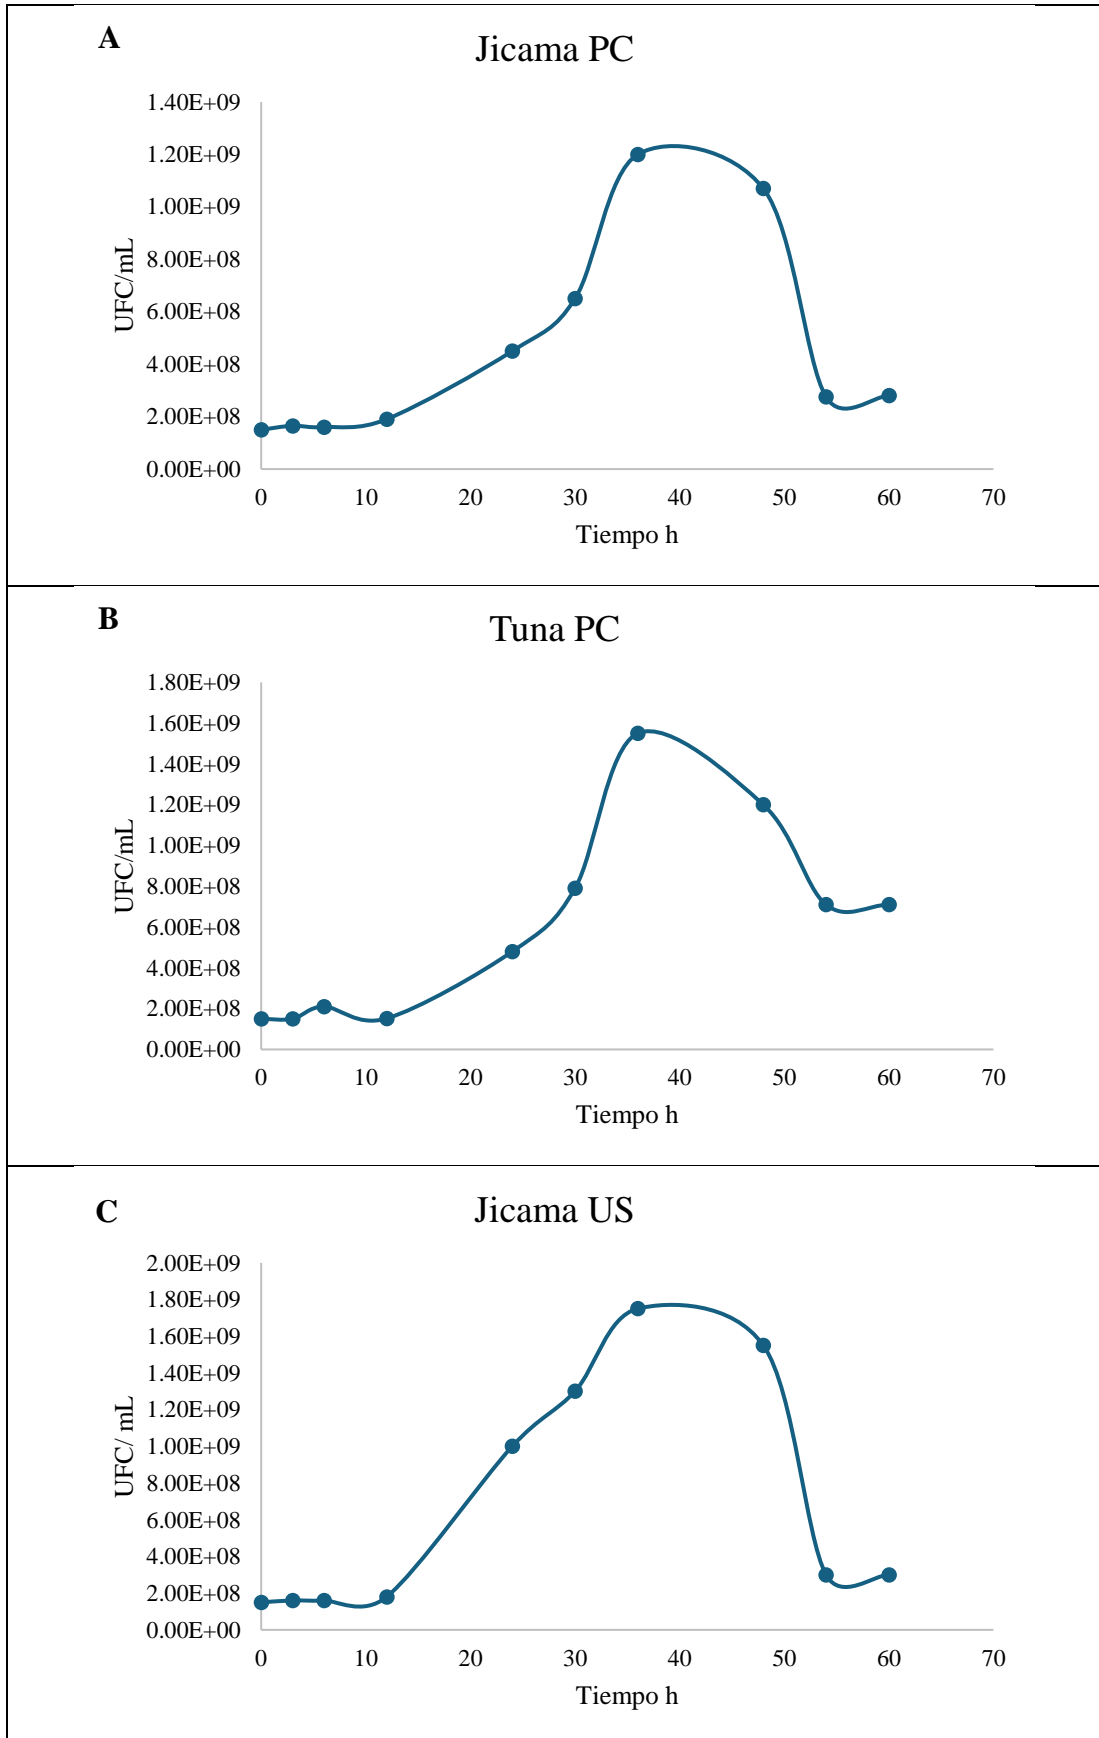 A
Jicama PC
1.40E+09
1.20E+09
1.00E+09
8.00E+08
6.00E+08
4.00E+08
2.00E+08
0.00E+00
UFC/mL
0 10 20 30 40 50 60 70
Tiempo h
B
Tuna PC
1.80E+09
1.60E+09
1.40E+09
1.20E+09
1.00E+09
8.00E+08
6.00E+08
4.00E+08
2.00E+08
0.00E+00
UFC/mL
0 10 20 30 40 50 60 70
Tiempo h
C
Jicama US
2.00E+09
1.80E+09
1.60E+09
1.40E+09
1.20E+09
1.00E+09
8.00E+08
6.00E+08
4.00E+08
2.00E+08
0.00E+00
UFC/ mL
0 10 20 30 40 50 60 70
Tiempo h